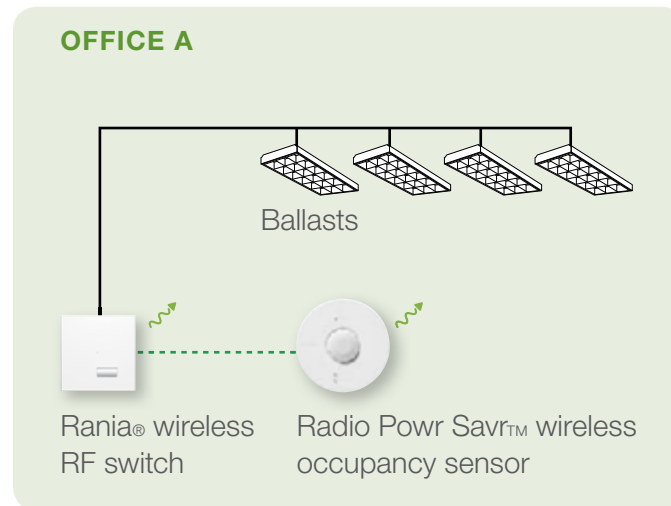 OFFICE A
Ballasts
Rania® wireless
RF switch
Radio Powr Savr™ wireless
occupancy sensor